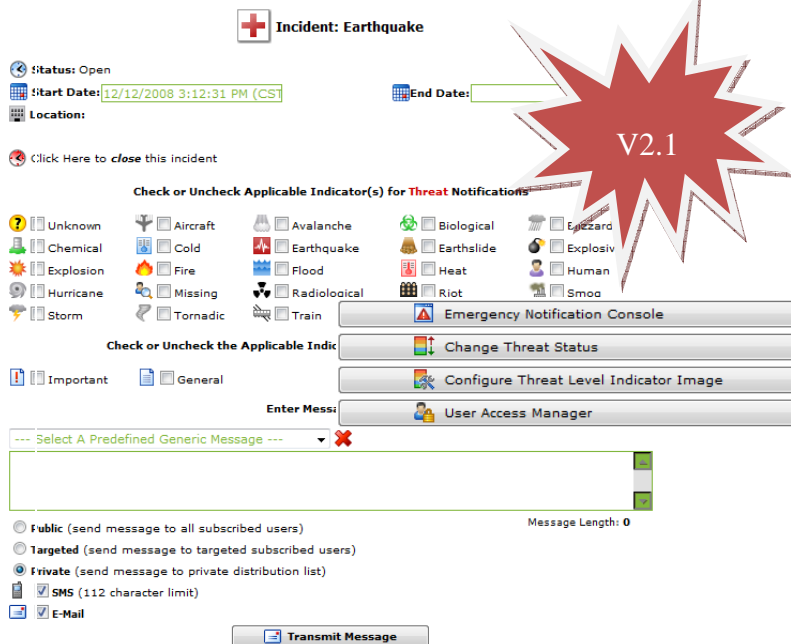 Incident: Earthquake
Status: Open
Start Date: 12/12/2008 3:12:31 PM (CST End Date:
Location:
V2.1
Click Here to close this incident
Check or Uncheck Applicable Indicator(s) for Threat Notifications
Unknown Aircraft Avalanche Biological Blizzard
Chemical Cold Earthquake Earthslide Explosiv
Explosion Fire Flood Heat Human
Hurricane Missing Radiological Riot Smog
Storm Tornadic Train
Emergency Notification Console
Check or Uncheck the Applicable Indic
Change Threat Status
Important General
Configure Threat Level Indicator Image
Enter Messa
User Access Manager
--- Select A Predefined Generic Message ---
Message Length: 0
Public (send message to all subscribed users)
Targeted (send message to targeted subscribed users)
Private (send message to private distribution list)
SMS (112 character limit)
E-Mail
Transmit Message